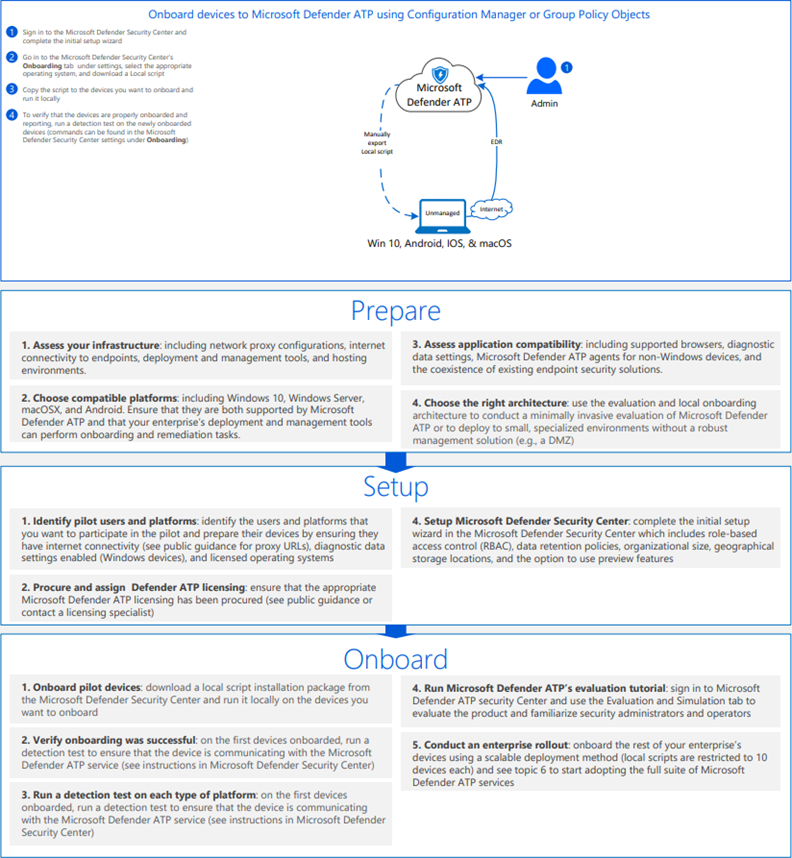 Onboard devices to Microsoft Defender ATP using Configuration Manager or Group Policy Objects
1 Sign in to the Microsoft Defender Security Center and
complete the initial setup wizard
2 Go in to the Microsoft Defender Security Center's
Onboarding tab under settings, select the appropriate
operating system, and download a Local script
3 Copy the script to the devices you want to onboard and
run it locally
4 To verify that the devices are properly onboarded and
reporting, run a detection test on the newly onboarded
devices (commands can be found in the Microsoft
Defender Security Center settings under Onboarding)
Microsoft
Defender ATP
1
Admin
Manually
export
Local script
EDR
Unmanaged
Internet
Win 10, Android, IOS, & macOS
Prepare
1. Assess your infrastructure: including network proxy configurations, internet
connectivity to endpoints, deployment and management tools, and hosting
environments.
2. Choose compatible platforms: including Windows 10, Windows Server,
macOSX, and Android. Ensure that they are both supported by Microsoft
Defender ATP and that your enterprise's deployment and management tools
can perform onboarding and remediation tasks.
3. Assess application compatibility: including supported browsers, diagnostic
data settings, Microsoft Defender ATP agents for non-Windows devices, and
the coexistence of existing endpoint security solutions.
4. Choose the right architecture: use the evaluation and local onboarding
architecture to conduct a minimally invasive evaluation of Microsoft Defender
ATP or to deploy to small, specialized environments without a robust
management solution (e.g., a DMZ)
Setup
1. Identify pilot users and platforms: identify the users and platforms that
you want to participate in the pilot and prepare their devices by ensuring they
have internet connectivity (see public guidance for proxy URLs), diagnostic data
settings enabled (Windows devices), and licensed operating systems
2. Procure and assign Defender ATP licensing: ensure that the appropriate
Microsoft Defender ATP licensing has been procured (see public guidance or
contact a licensing specialist)
4. Setup Microsoft Defender Security Center: complete the initial setup
wizard in the Microsoft Defender Security Center which includes role-based
access control (RBAC), data retention policies, organizational size, geographical
storage locations, and the option to use preview features
Onboard
1. Onboard pilot devices: download a local script installation package from
the Microsoft Defender Security Center and run it locally on the devices you
want to onboard
2. Verify onboarding was successful: on the first devices onboarded, run a
detection test to ensure that the device is communicating with the Microsoft
Defender ATP service (see instructions in Microsoft Defender Security Center)
3. Run a detection test on each type of platform: on the first devices
onboarded, run a detection test to ensure that the device is communicating
with the Microsoft Defender ATP service (see instructions in Microsoft Defender
Security Center)
4. Run Microsoft Defender ATP's evaluation tutorial: sign in to Microsoft
Defender ATP security Center and use the Evaluation and Simulation tab to
evaluate the product and familiarize security administrators and operators
5. Conduct an enterprise rollout: onboard the rest of your enterprise's
devices using a scalable deployment method (local scripts are restricted to 10
devices each) and see topic 6 to start adopting the full suite of Microsoft
Defender ATP services